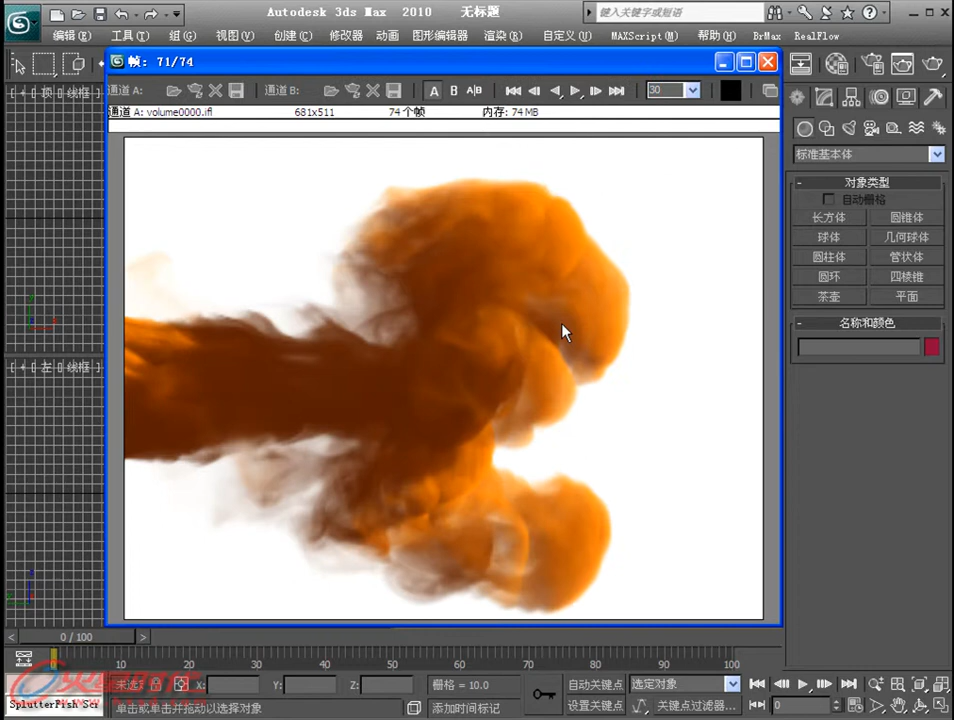 Autodesk 3ds Max 2010 无标题
键入关键字或短语
编辑(E) 工具(T) 组(G) 视图(V) 创建(C) 修改器 动画 图形编辑器 渲染(R) 自定义(U) MAXScript(M) 帮助(H) BrMax RealFlow
帧: 71/74
通道 A: 通道 B: A B A|B 30
通道 A: volume0000.ifl 681x511 74 个帧 内存: 74 MB
[ + [ 顶 [ 线框 ]
标准基本体
- 对象类型
自动栅格
长方体 圆锥体
球体 几何球体
圆柱体 管状体
圆环 四棱锥
茶壶 平面
- 名称和颜色
[ + [ 左 [ 线框 ]
< 0 / 100 >
10 20 30 40 50 60 70 80 90 100
X: Y: Z: 栅格 = 10.0 自动关键点 选定对象
SplutterFish Scr 单击或单击并拖动以选择对象 添加时间标记 设置关键点 关键点过滤器... 0